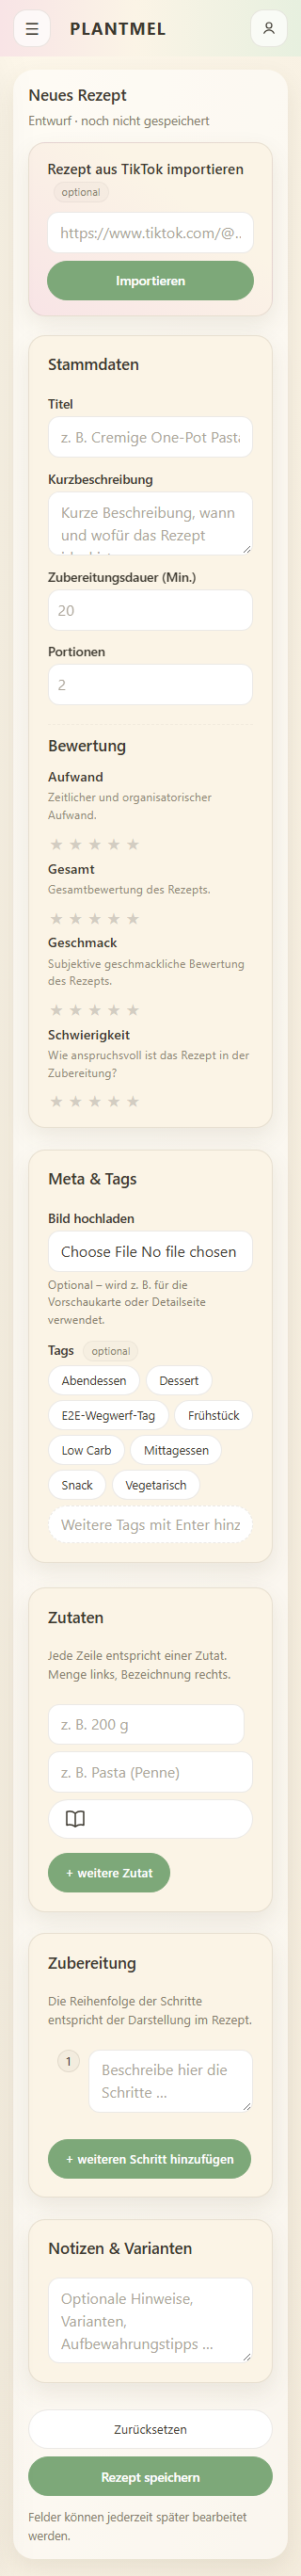 PLANTMEL
Neues Rezept
Entwurf · noch nicht gespeichert
Rezept aus TikTok importieren
optional
https://www.tiktok.com/@..
Importieren
Stammdaten
Titel
z. B. Cremige One-Pot Pasta
Kurzbeschreibung
Kurze Beschreibung, wann
und wofür das Rezept
Zubereitungsdauer (Min.)
20
Portionen
2
Bewertung
Aufwand
Zeitlicher und organisatorischer
Aufwand.
★ ★ ★ ★ ★
Gesamt
Gesamtbewertung des Rezepts.
★ ★ ★ ★ ★
Geschmack
Subjektive geschmackliche Bewertung
des Rezepts.
★ ★ ★ ★ ★
Schwierigkeit
Wie anspruchsvoll ist das Rezept in der
Zubereitung?
★ ★ ★ ★ ★
Meta & Tags
Bild hochladen
Choose File No file chosen
Optional – wird z. B. für die
Vorschaukarte oder Detailseite
verwendet.
Tags optional
Abendessen Dessert
E2E-Wegwerf-Tag Frühstück
Low Carb Mittagessen
Snack Vegetarisch
Weitere Tags mit Enter hinz
Zutaten
Jede Zeile entspricht einer Zutat.
Menge links, Bezeichnung rechts.
z. B. 200 g
z. B. Pasta (Penne)
+ weitere Zutat
Zubereitung
Die Reihenfolge der Schritte
entspricht der Darstellung im Rezept.
1 Beschreibe hier die
Schritte ...
+ weiteren Schritt hinzufügen
Notizen & Varianten
Optionale Hinweise,
Varianten,
Aufbewahrungstipps ...
Zurücksetzen
Rezept speichern
Felder können jederzeit später bearbeitet
werden.